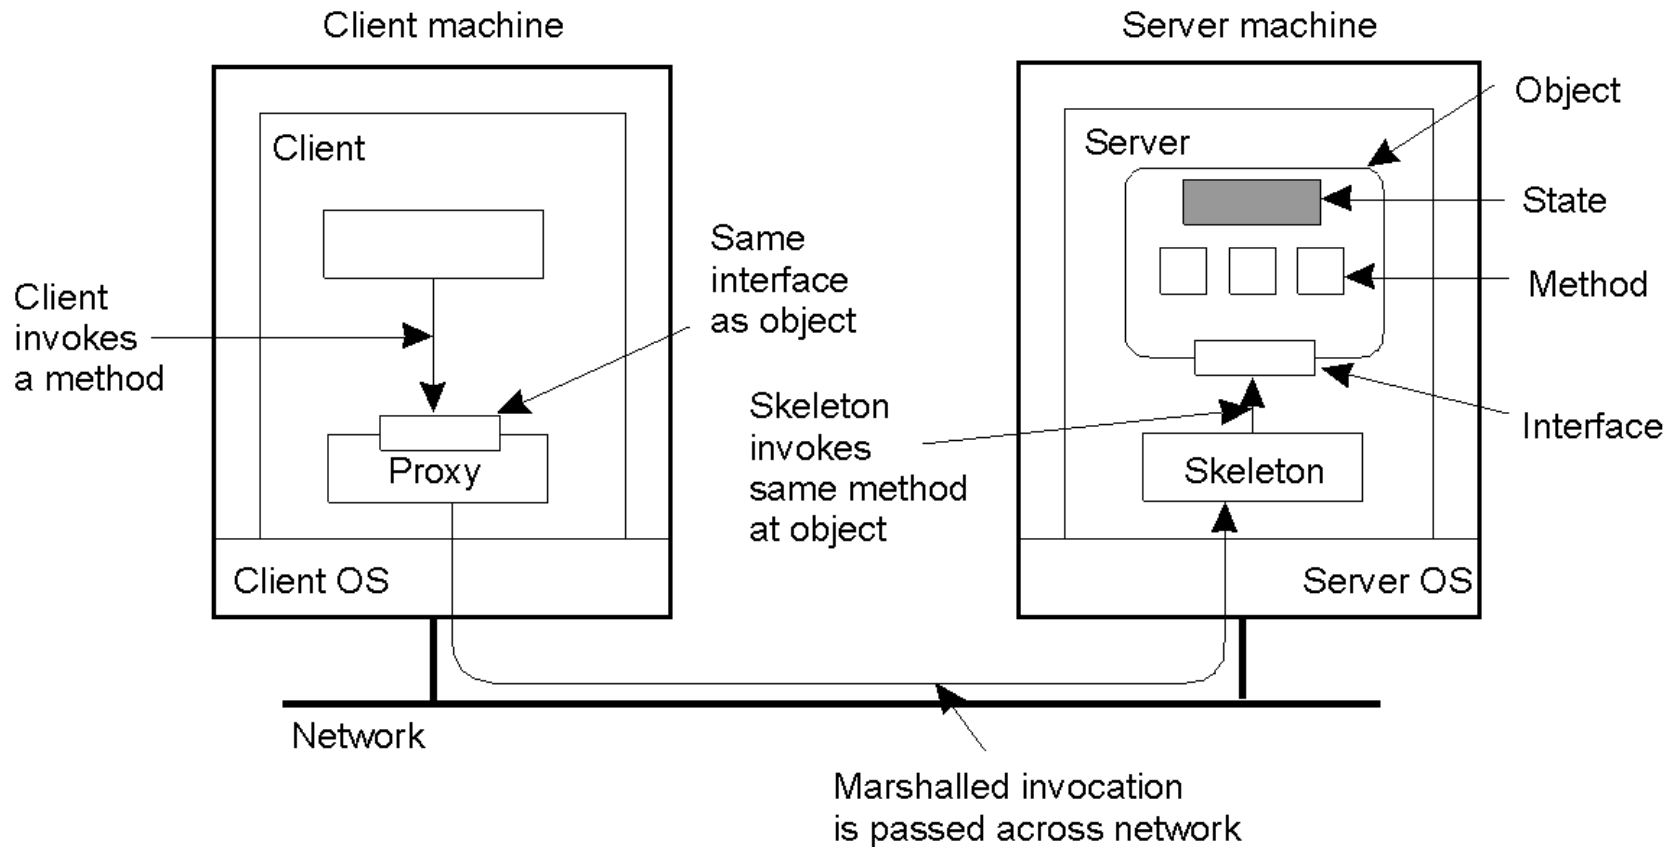 Client machine
Server machine
Object
Client
Server
State
Same
interface
as object
Method
Client
invokes
a method
Skeleton
invokes
same method
at object
Interface
Proxy
Skeleton
Client OS
Server OS
Network
Marshalled invocation
is passed across network